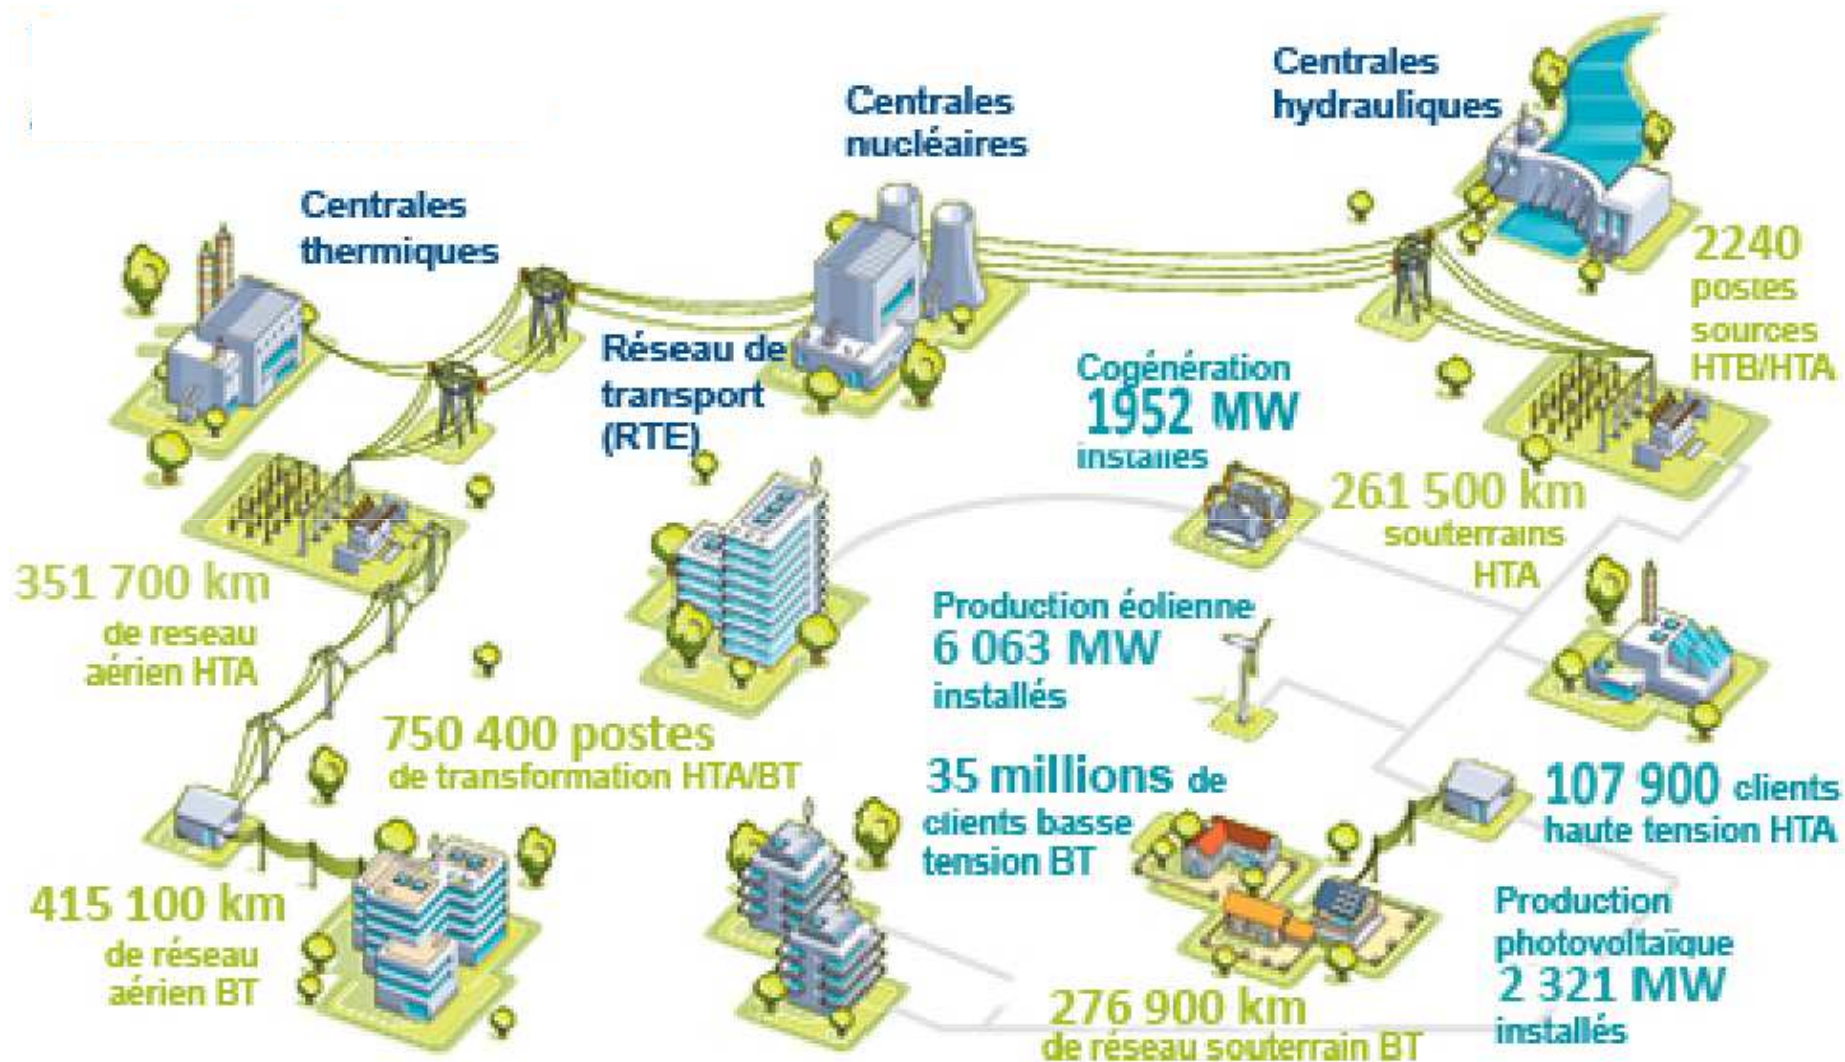 Centrales
hydrauliques
Centrales
nucléaires
Centrales
thermiques
2240
postes
sources
HTB/HTA
Réseau de
transport
(RTE)
Cogénération
1952 MW
installés
261 500 km
souterrains
HTA
351 700 km
de reseau
aérien HTA
Production éolienne
6 063 MW
installés
750 400 postes
de transformation HTA/BT
35 millions de
clients basse
tension BT
107 900 clients
haute tension HTA
415 100 km
de réseau
aérien BT
Production
photovoltaïque
2 321 MW
installés
276 900 km
de réseau souterrain BT